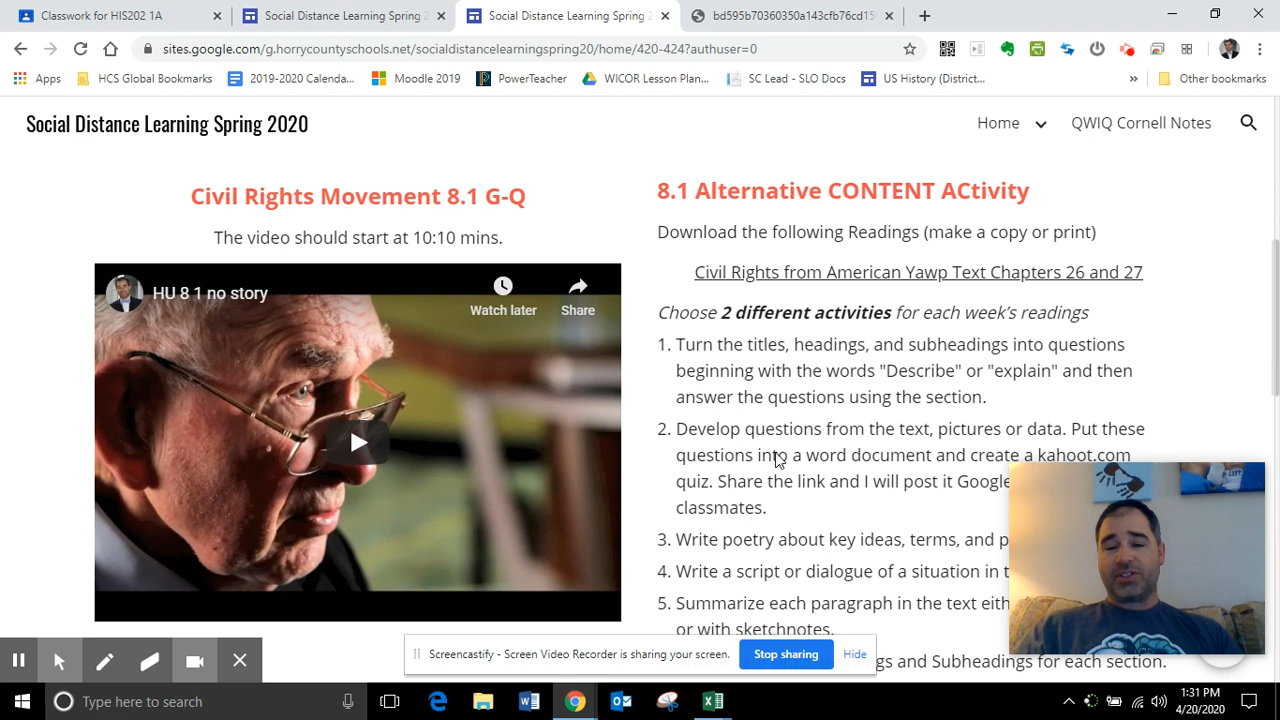 Classwork for HIS202 1A
Social Distance Learning Spring 2
Social Distance Learning Spring 2020
bd595b70360350a143cfb76cd15
sites.google.com/g.horrycountyschools.net/socialdistancelearningspring20/home/420-424?authuser=0
Apps
HCS Global Bookmarks
2019-2020 Calenda...
Moodle 2019
PowerTeacher
WICOR Lesson Plan...
SC Lead - SLO Docs
US History (District...
»
Other bookmarks
Social Distance Learning Spring 2020
Home
QWIQ Cornell Notes
Civil Rights Movement 8.1 G-Q
The video should start at 10:10 mins.
HU 8 1 no story
Watch later
Share
8.1 Alternative CONTENT ACtivity
Download the following Readings (make a copy or print)
Civil Rights from American Yawp Text Chapters 26 and 27
Choose 2 different activities for each week's readings
1. Turn the titles, headings, and subheadings into questions
beginning with the words "Describe" or "explain" and then
answer the questions using the section.
2. Develop questions from the text, pictures or data. Put these
questions into a word document and create a kahoot.com
quiz. Share the link and I will post it Google
classmates.
3. Write poetry about key ideas, terms, and p
4. Write a script or dialogue of a situation in t
5. Summarize each paragraph in the text eith
or with sketchnotes.
gs and Subheadings for each section.
Screencastify - Screen Video Recorder is sharing your screen.
Stop sharing
Hide
Type here to search
1:31 PM
4/20/2020